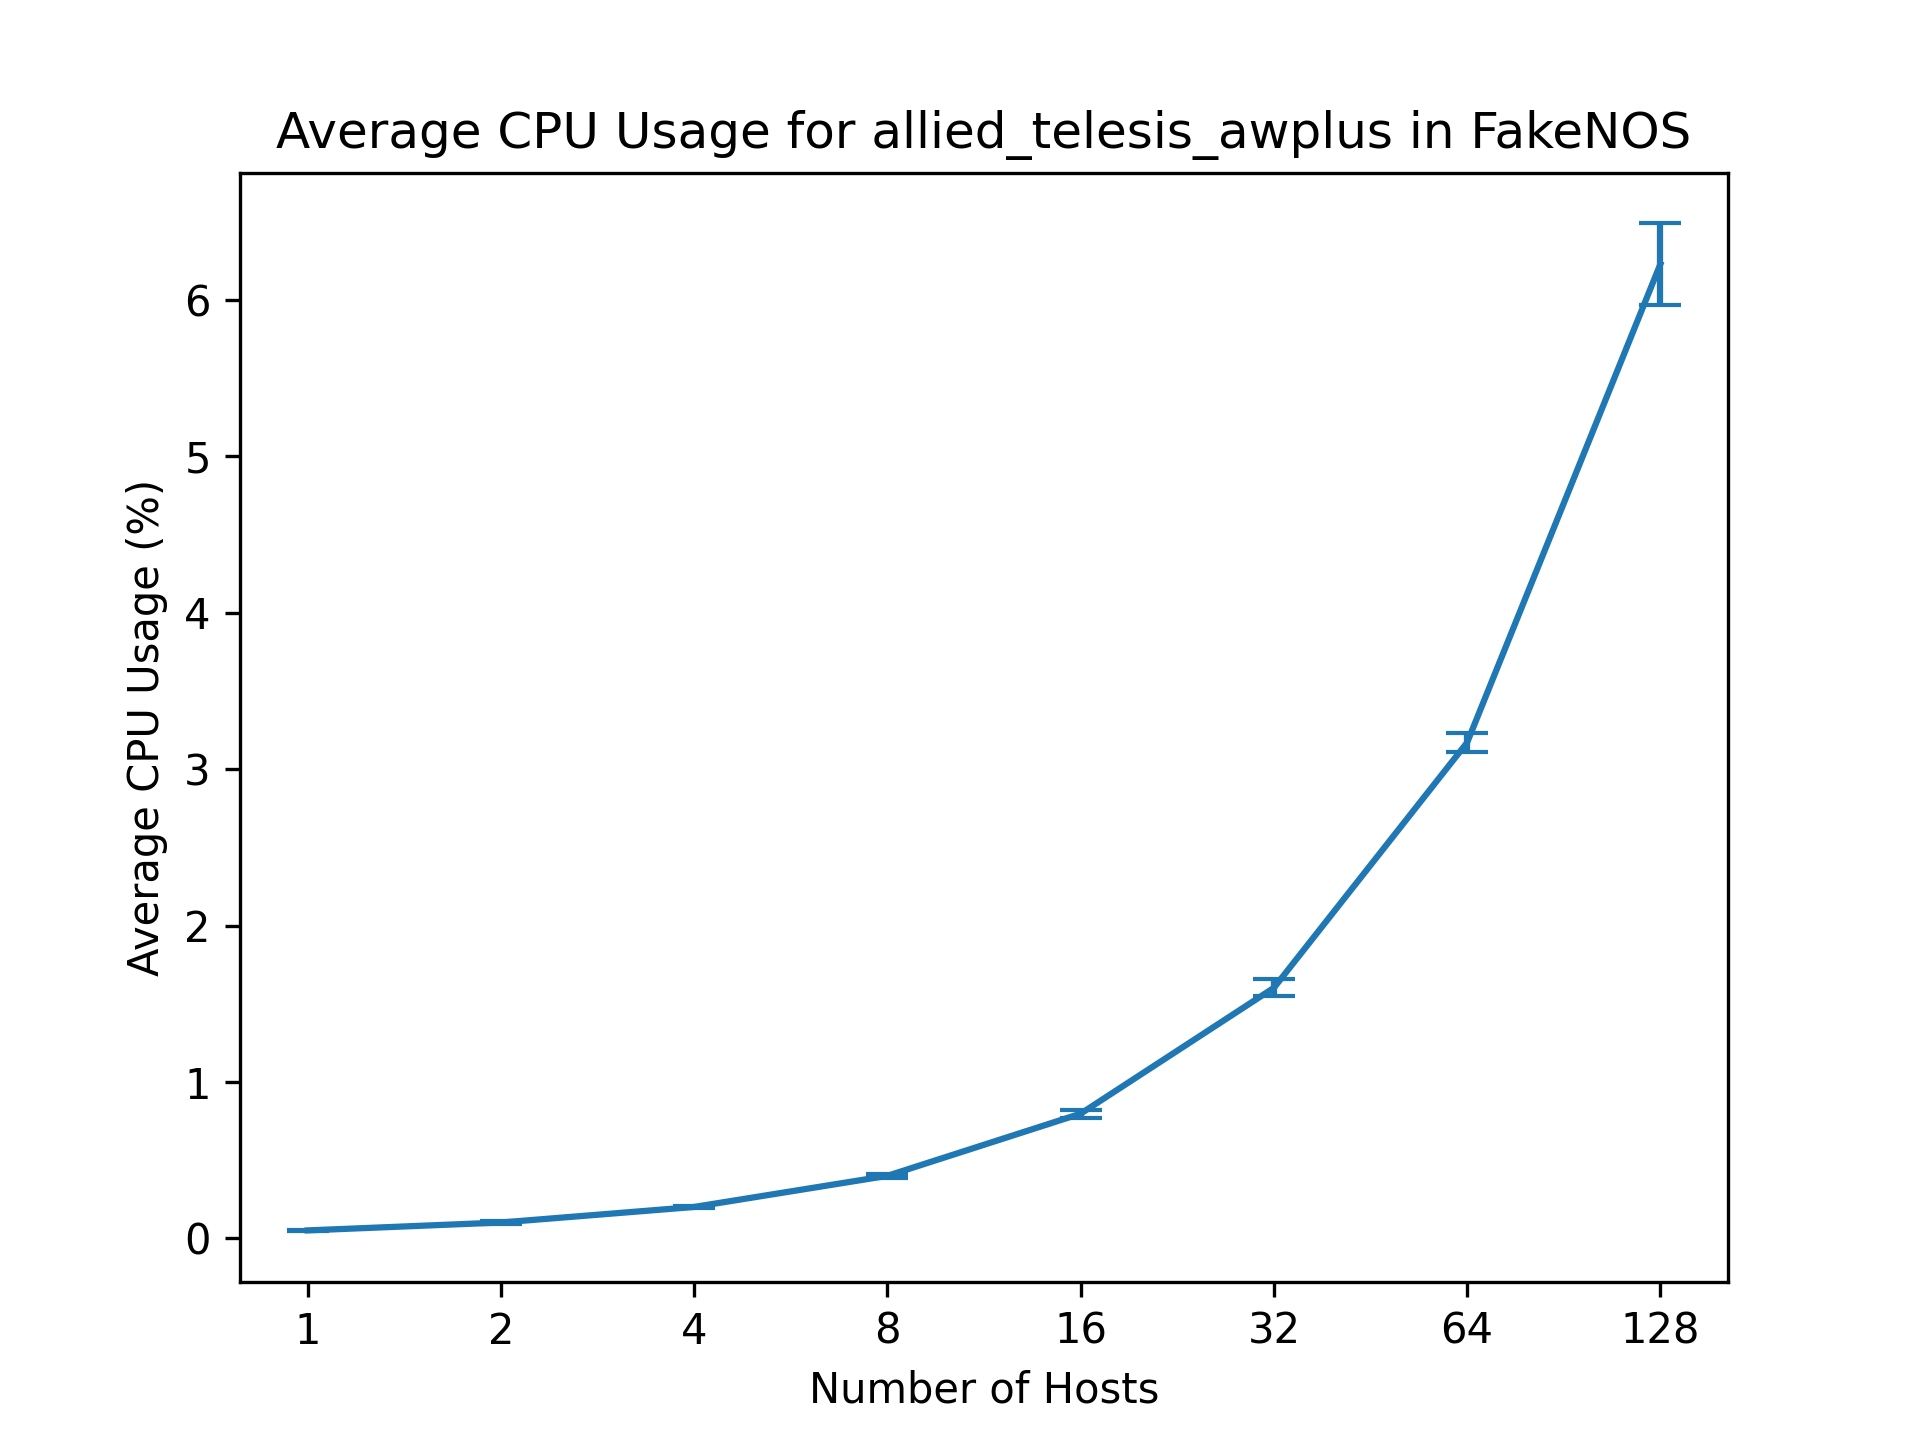 Average CPU Usage for allied_telesis_awplus in FakeNOS
Average CPU Usage (%)
6
5
4
3
2
1
0
1 2 4 8 16 32 64 128
Number of Hosts